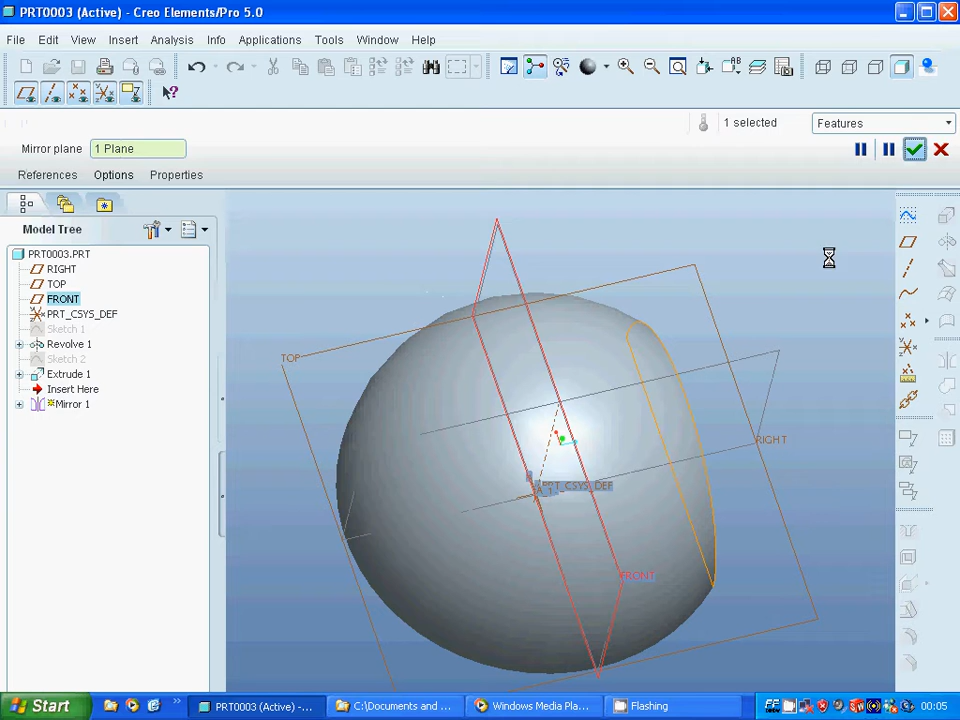 PRT0003 (Active) - Creo Elements/Pro 5.0
File Edit View Insert Analysis Info Applications Tools Window Help
1 selected
Features
Mirror plane
1 Plane
References Options Properties
Model Tree
PRT0003.PRT
RIGHT
TOP
FRONT
PRT_CSYS_DEF
Sketch 1
Revolve 1
Sketch 2
Extrude 1
Insert Here
Mirror 1
TOP
RIGHT
PRT_CSYS_DEF
A_1
FRONT
Start
PRT0003 (Active) -...
C:\Documents and ...
Windows Media Pla...
Flashing
00:05